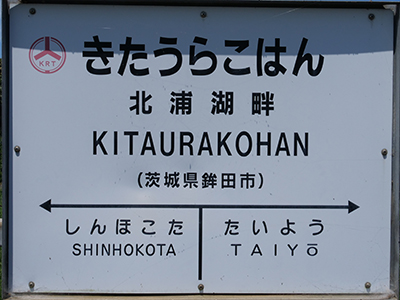 KRT
きたうらこはん
北浦湖畔
KITAURAKOHAN
(茨城県鉾田市)
しんほこた
SHINHOKOTA
たいよう
TAIYŌ